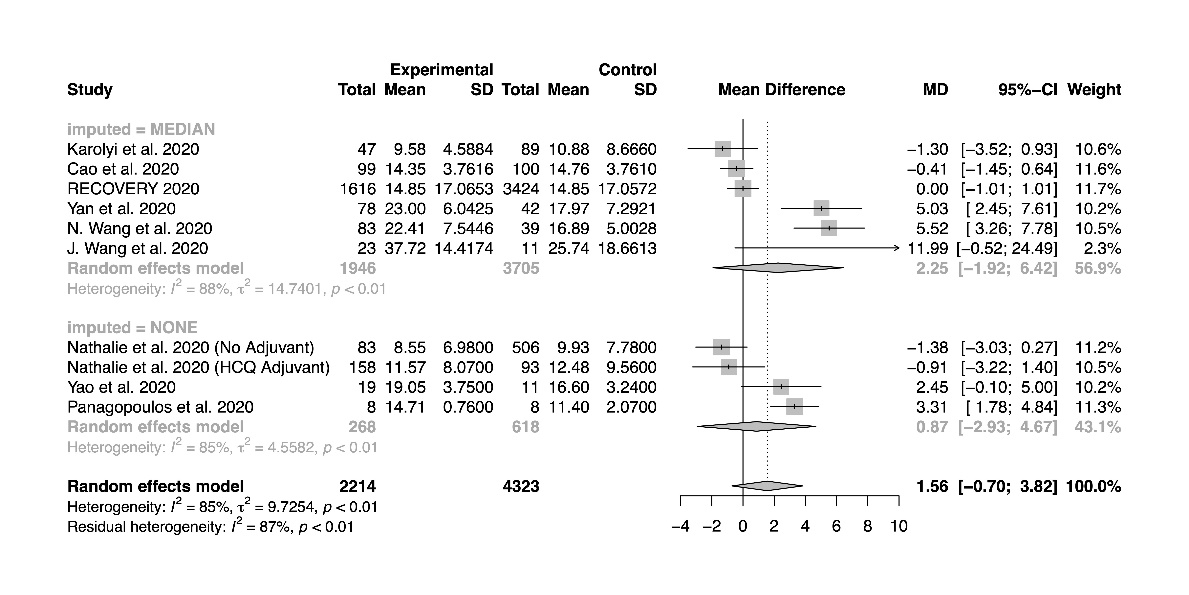 Experimental Control
Study Total Mean SD Total Mean SD Mean Difference MD 95%−CI Weight
imputed = MEDIAN
Karolyi et al. 2020 47 9.58 4.5884 89 10.88 8.6660 −1.30 [−3.52; 0.93] 10.6%
Cao et al. 2020 99 14.35 3.7616 100 14.76 3.7610 −0.41 [−1.45; 0.64] 11.6%
RECOVERY 2020 1616 14.85 17.0653 3424 14.85 17.0572 0.00 [−1.01; 1.01] 11.7%
Yan et al. 2020 78 23.00 6.0425 42 17.97 7.2921 5.03 [ 2.45; 7.61] 10.2%
N. Wang et al. 2020 83 22.41 7.5446 39 16.89 5.0028 5.52 [ 3.26; 7.78] 10.5%
J. Wang et al. 2020 23 37.72 14.4174 11 25.74 18.6613 11.99 [−0.52; 24.49] 2.3%
Random effects model 1946 3705 2.25 [−1.92; 6.42] 56.9%
Heterogeneity: I² = 88%, τ² = 14.7401, p < 0.01
imputed = NONE
Nathalie et al. 2020 (No Adjuvant) 83 8.55 6.9800 506 9.93 7.7800 −1.38 [−3.03; 0.27] 11.2%
Nathalie et al. 2020 (HCQ Adjuvant) 158 11.57 8.0700 93 12.48 9.5600 −0.91 [−3.22; 1.40] 10.5%
Yao et al. 2020 19 19.05 3.7500 11 16.60 3.2400 2.45 [−0.10; 5.00] 10.2%
Panagopoulos et al. 2020 8 14.71 0.7600 8 11.40 2.0700 3.31 [ 1.78; 4.84] 11.3%
Random effects model 268 618 0.87 [−2.93; 4.67] 43.1%
Heterogeneity: I² = 85%, τ² = 4.5582, p < 0.01
Random effects model 2214 4323 1.56 [−0.70; 3.82] 100.0%
Heterogeneity: I² = 85%, τ² = 9.7254, p < 0.01
Residual heterogeneity: I² = 87%, p < 0.01
−4 −2 0 2 4 6 8 10